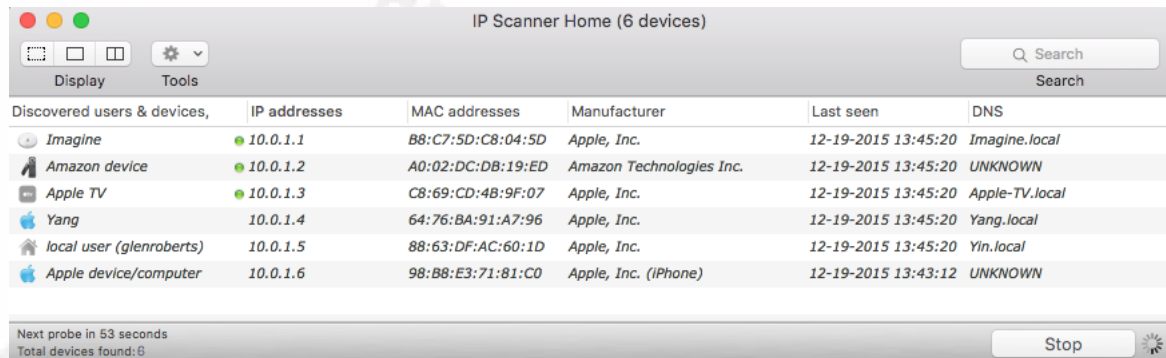 IP Scanner Home (6 devices)
Search
Display Tools Search
Discovered users & devices, IP addresses MAC addresses Manufacturer Last seen DNS
Imagine 10.0.1.1 B8:C7:5D:C8:04:5D Apple, Inc. 12-19-2015 13:45:20 Imagine.local
Amazon device 10.0.1.2 A0:02:DC:DB:19:ED Amazon Technologies Inc. 12-19-2015 13:45:20 UNKNOWN
Apple TV 10.0.1.3 C8:69:CD:4B:9F:07 Apple, Inc. 12-19-2015 13:45:20 Apple-TV.local
Yang 10.0.1.4 64:76:BA:91:A7:96 Apple, Inc. 12-19-2015 13:45:20 Yang.local
local user (glenroberts) 10.0.1.5 88:63:DF:AC:60:1D Apple, Inc. 12-19-2015 13:45:20 Yin.local
Apple device/computer 10.0.1.6 98:B8:E3:71:81:C0 Apple, Inc. (iPhone) 12-19-2015 13:43:12 UNKNOWN
Next probe in 53 seconds
Total devices found: 6
Stop